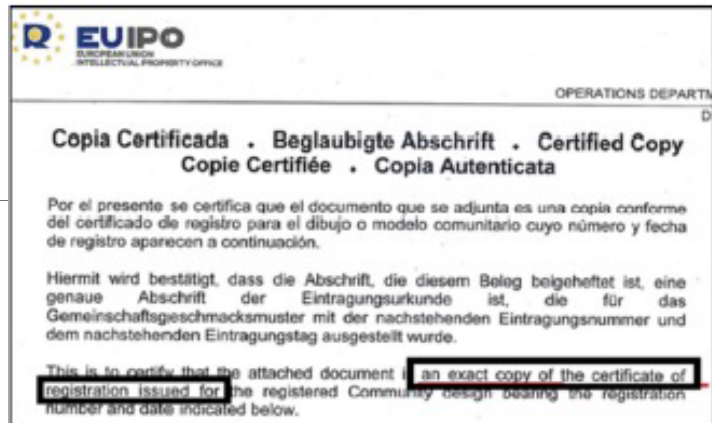 EUIPO
EUROPEAN UNION
INTELLECTUAL PROPERTY OFFICE
OPERATIONS DEPARTM
D
Copia Certificada . Beglaubigte Abschrift . Certified Copy
Copie Certifiée . Copia Autenticata
Por el presente se certifica que el documento que se adjunta es una copia conforme
del certificado de registro para el dibujo o modelo comunitario cuyo número y fecha
de registro aparecen a continuación.
Hiermit wird bestätigt, dass die Abschrift, die diesem Beleg beigeheftet ist, eine
genaue Abschrift der Eintragungsurkunde ist, die für das
Gemeinschaftsgeschmacksmuster mit der nachstehenden Eintragungsnummer und
dem nachstehenden Eintragungstag ausgestellt wurde.
This is to certify that the attached document i an exact copy of the certificate of
registration issued for the registered Community design bearing the registration
number and date indicated below.